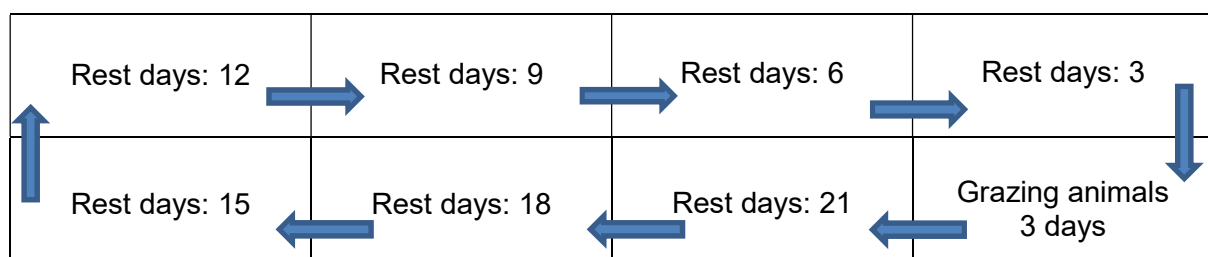 Rest days: 12
Rest days: 9
Rest days: 6
Rest days: 3
Rest days: 15
Rest days: 18
Rest days: 21
Grazing animals
3 days